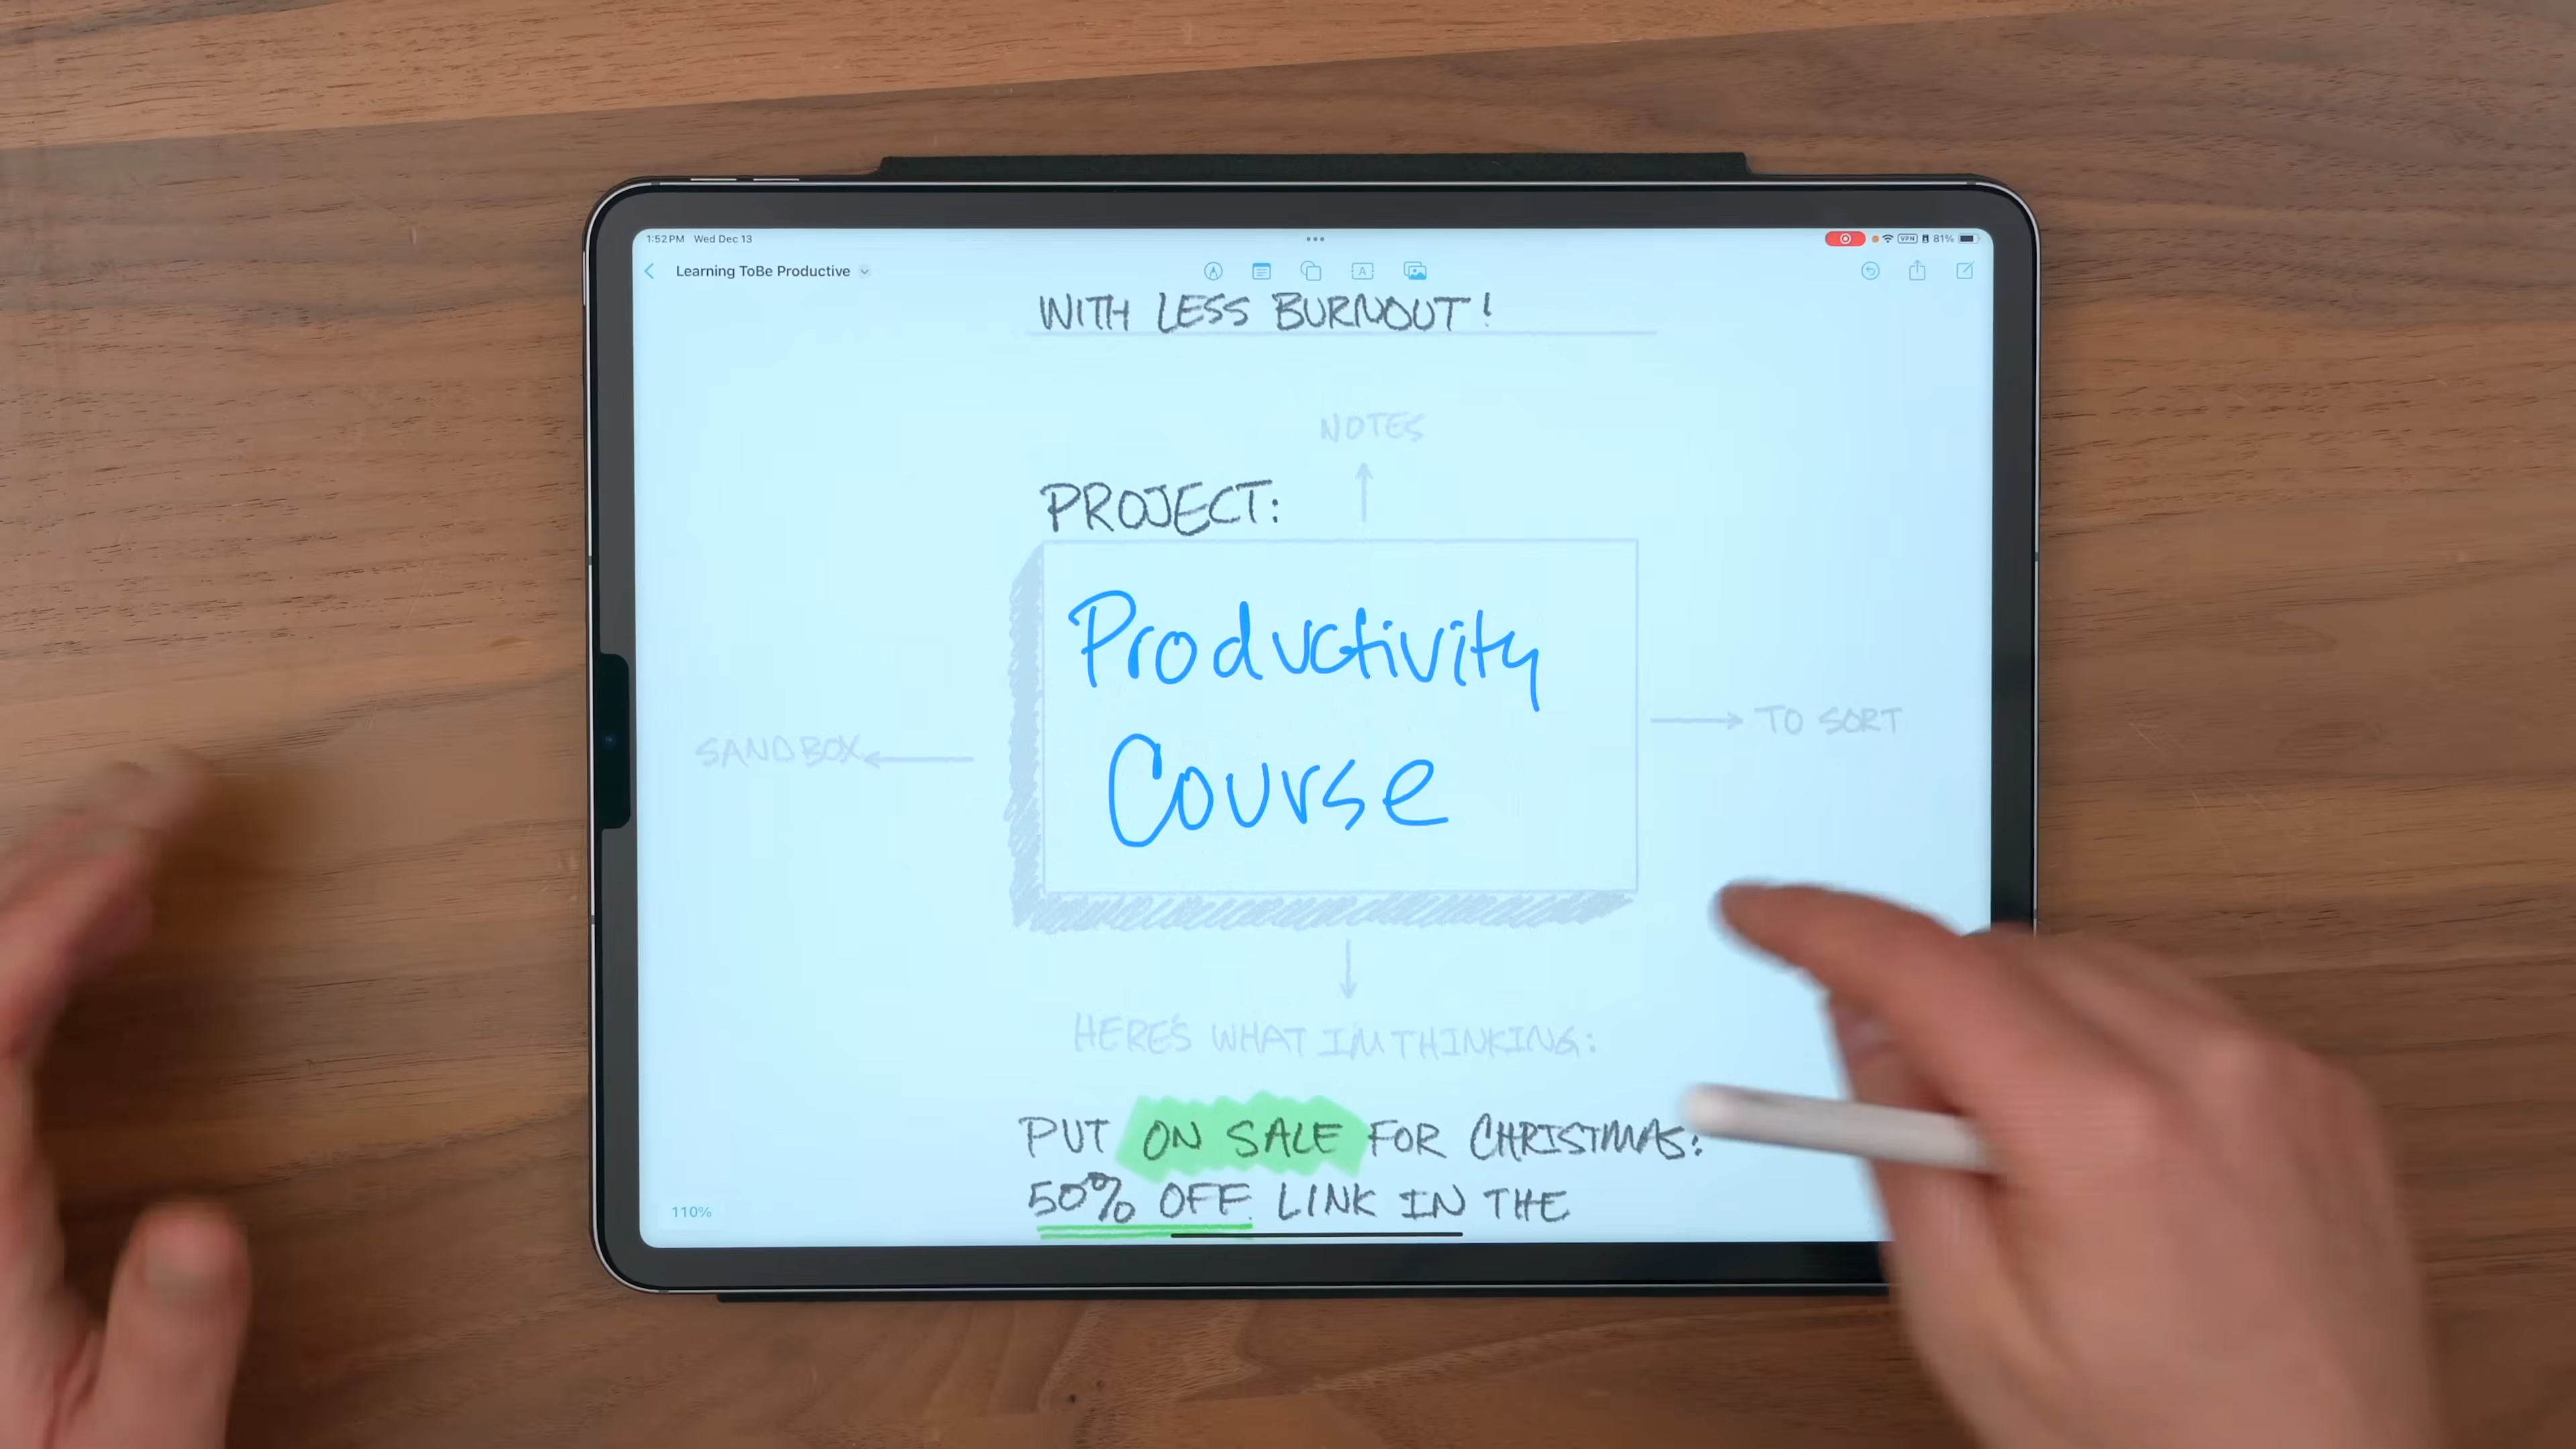 1:52 PM Wed Dec 13
VPN 81%
Learning ToBe Productive
A
WITH LESS BURNOUT!
NOTES
PROJECT:
Productivity
Course
SANDBOX
TO SORT
HERE'S WHAT I'M THINKING:
PUT ON SALE FOR CHRISTMAS:
50% OFF. LINK IN THE
110%